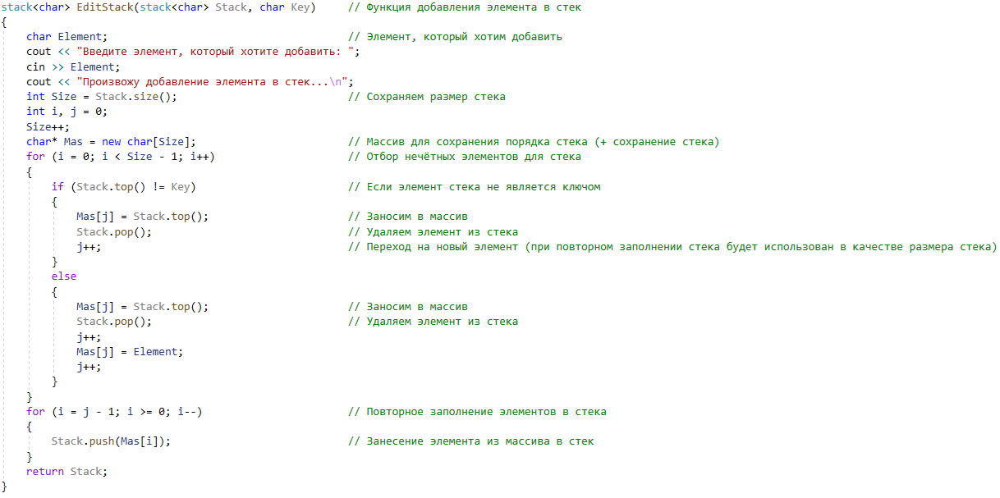 stack<char> EditStack(stack<char> Stack, char Key)     // Функция добавления элемента в стек
{
    char Element;                                      // Элемент, который хотим добавить
    cout << "Введите элемент, который хотите добавить: ";
    cin >> Element;
    cout << "Произвожу добавление элемента в стек...\n";
    int Size = Stack.size();                           // Сохраняем размер стека
    int i, j = 0;
    Size++;
    char* Mas = new char[Size];                        // Массив для сохранения порядка стека (+ сохранение стека)
    for (i = 0; i < Size - 1; i++)                     // Отбор нечётных элементов для стека
    {
        if (Stack.top() != Key)                        // Если элемент стека не является ключом
        {
            Mas[j] = Stack.top();                      // Заносим в массив
            Stack.pop();                               // Удаляем элемент из стека
            j++;                                       // Переход на новый элемент (при повторном заполнении стека будет использован в качестве размера стека)
        }
        else
        {
            Mas[j] = Stack.top();                      // Заносим в массив
            Stack.pop();                               // Удаляем элемент из стека
            j++;
            Mas[j] = Element;
            j++;
        }
    }
    for (i = j - 1; i >= 0; i--)                       // Повторное заполнение элементов в стека
    {
        Stack.push(Mas[i]);                            // Занесение элемента из массива в стек
    }
    return Stack;
}